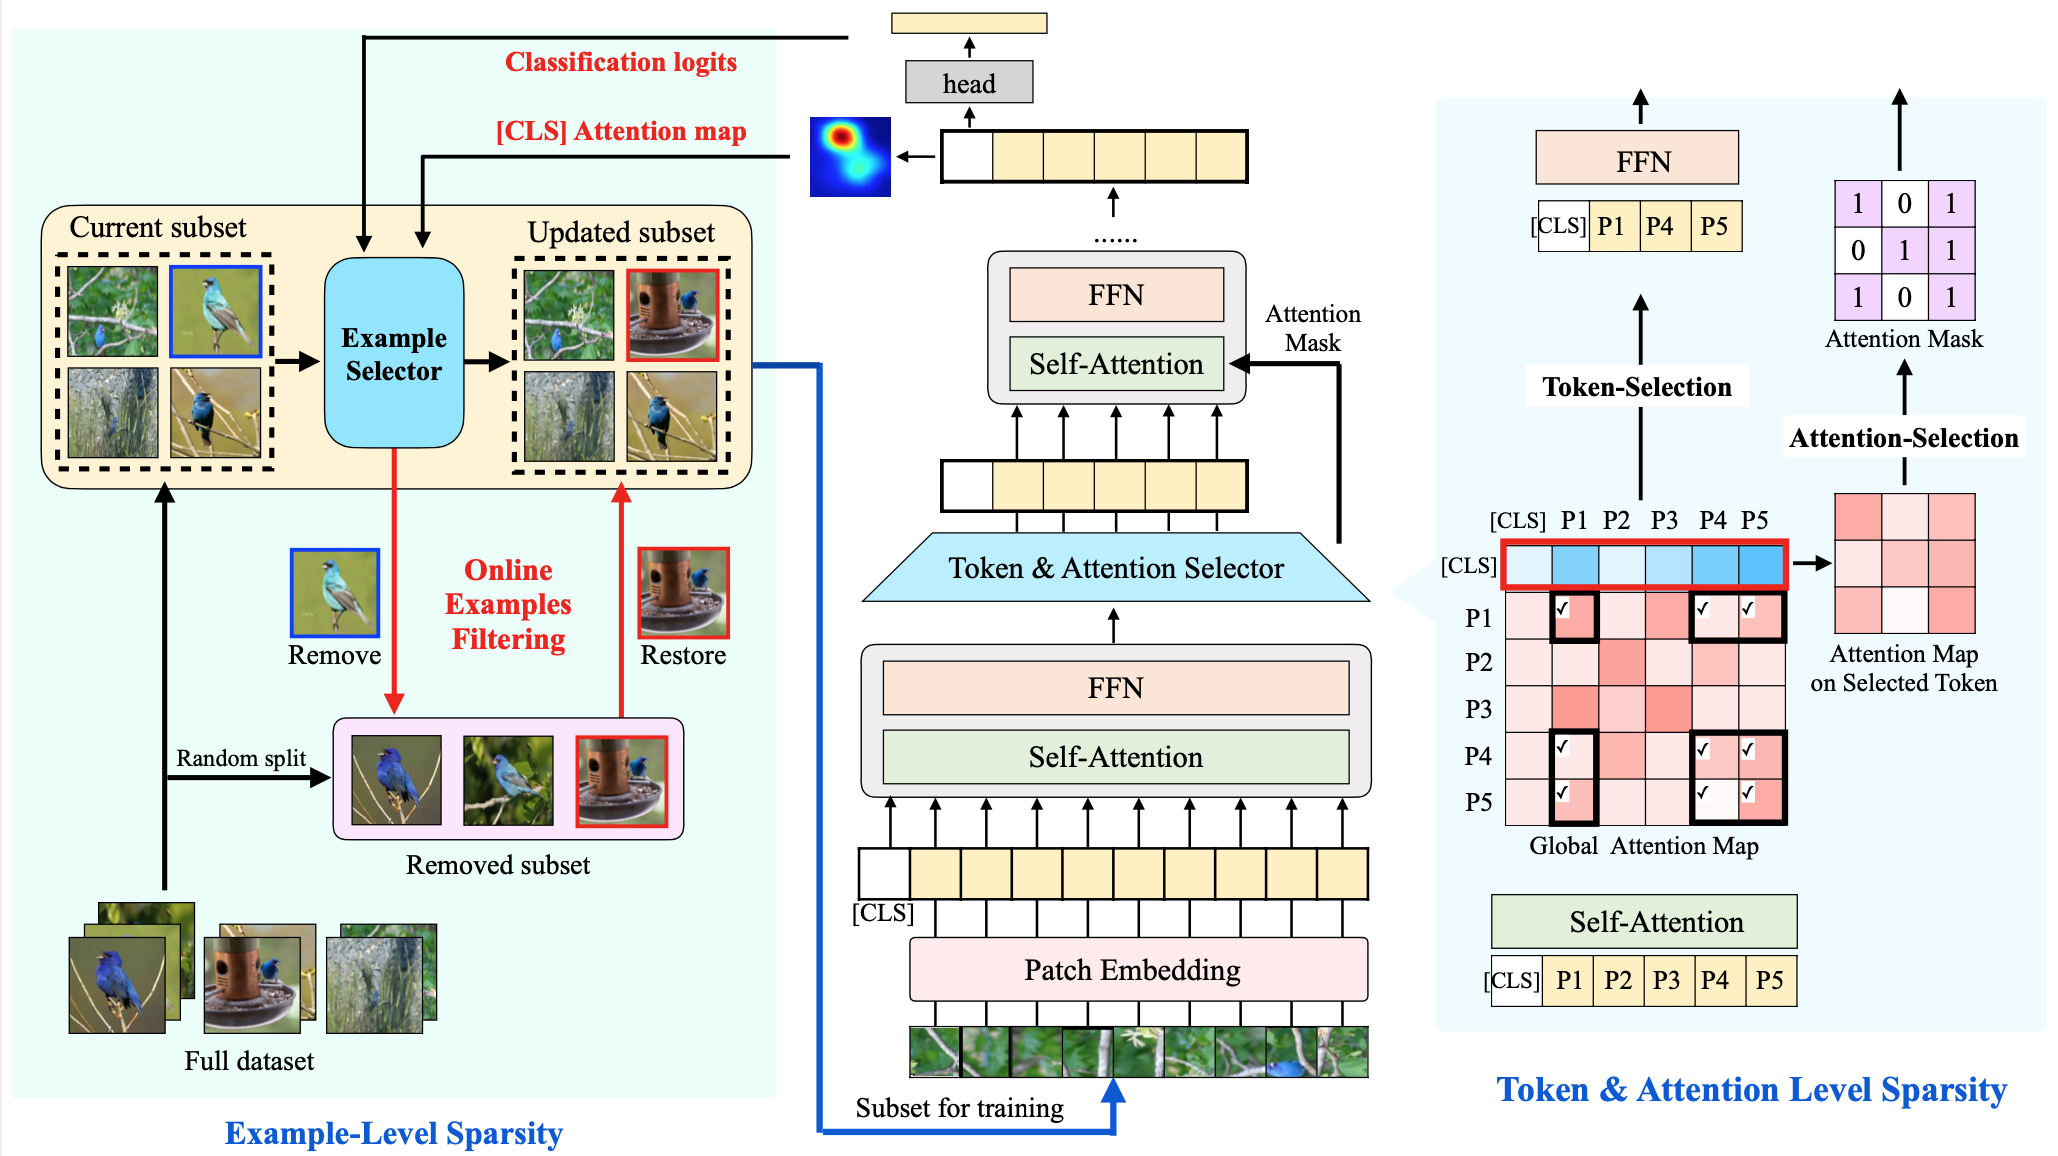 Classification logits
[CLS] Attention map
Current subset
Updated subset
Example
Selector
Remove
Online
Examples
Filtering
Restore
Random split
Removed subset
Full dataset
Example-Level Sparsity
head
......
FFN
Self-Attention
Attention
Mask
Token & Attention Selector
FFN
Self-Attention
[CLS]
Patch Embedding
Subset for training
FFN
[CLS] P1 P4 P5
Token-Selection
1 0 1
0 1 1
1 0 1
Attention Mask
Attention-Selection
[CLS] P1 P2 P3 P4 P5
[CLS]
P1 ✓ ✓ ✓
P2
P3
P4 ✓ ✓ ✓
P5 ✓ ✓ ✓
Global Attention Map
Attention Map
on Selected Token
Self-Attention
[CLS] P1 P2 P3 P4 P5
Token & Attention Level Sparsity